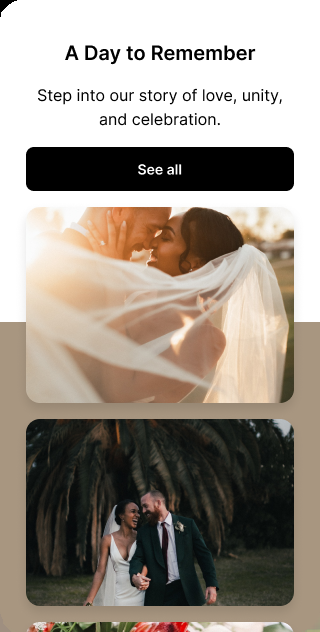 A Day to Remember
Step into our story of love, unity,
and celebration.
See all